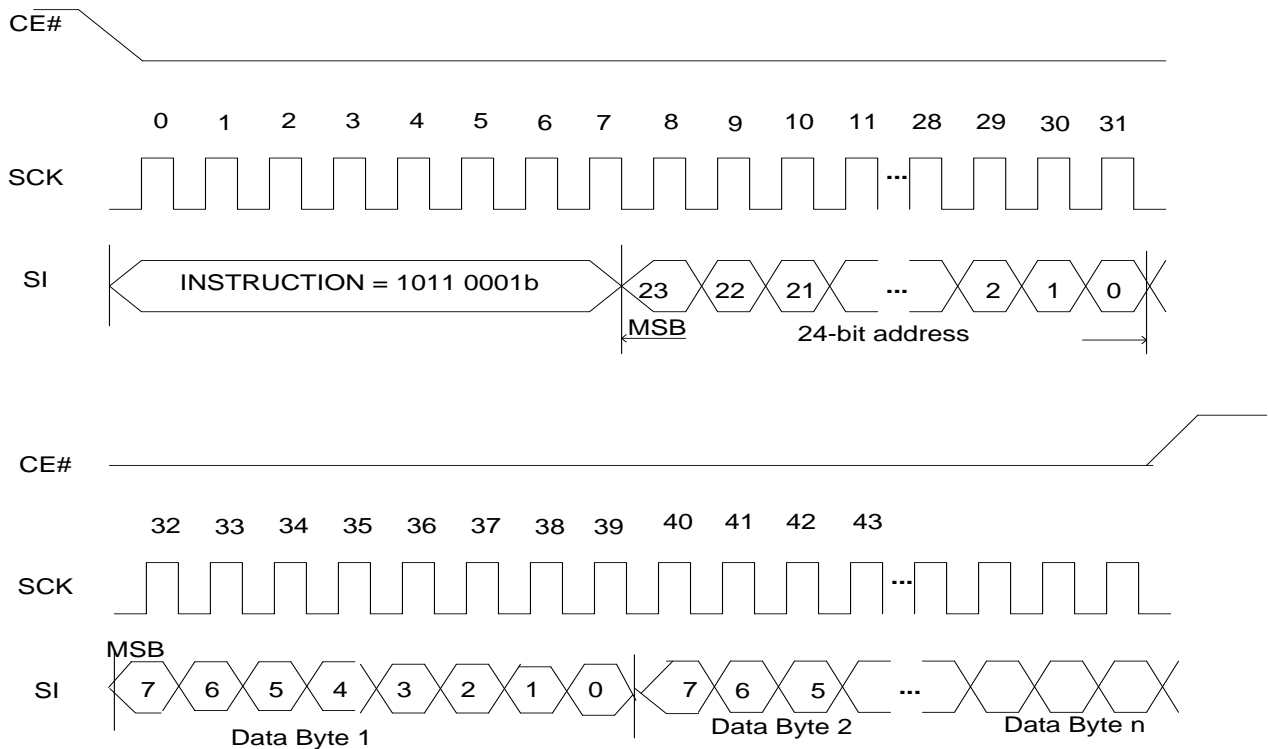 CE#
0 1 2 3 4 5 6 7 8 9 10 11 28 29 30 31
SCK ...
SI INSTRUCTION = 1011 0001b 23 22 21 ... 2 1 0
MSB 24-bit address
CE#
32 33 34 35 36 37 38 39 40 41 42 43
SCK ...
MSB
SI 7 6 5 4 3 2 1 0 7 6 5 ...
Data Byte 1 Data Byte 2 Data Byte n